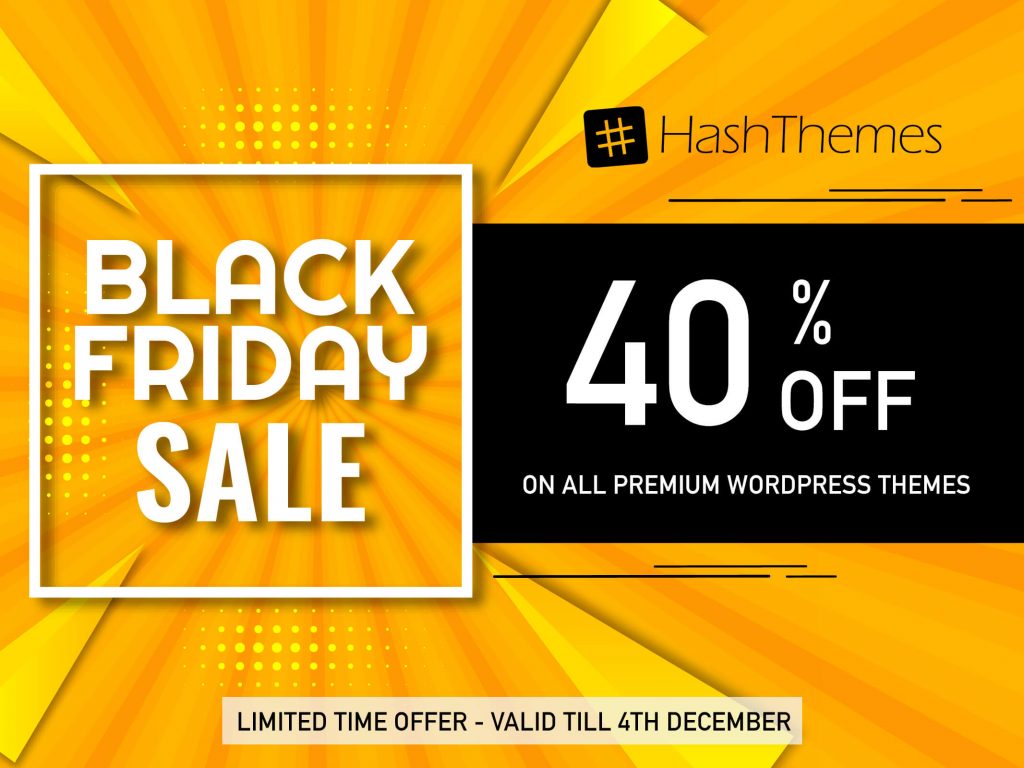 # HashThemes
BLACK
FRIDAY
SALE
40%
OFF
ON ALL PREMIUM WORDPRESS THEMES
LIMITED TIME OFFER - VALID TILL 4TH DECEMBER